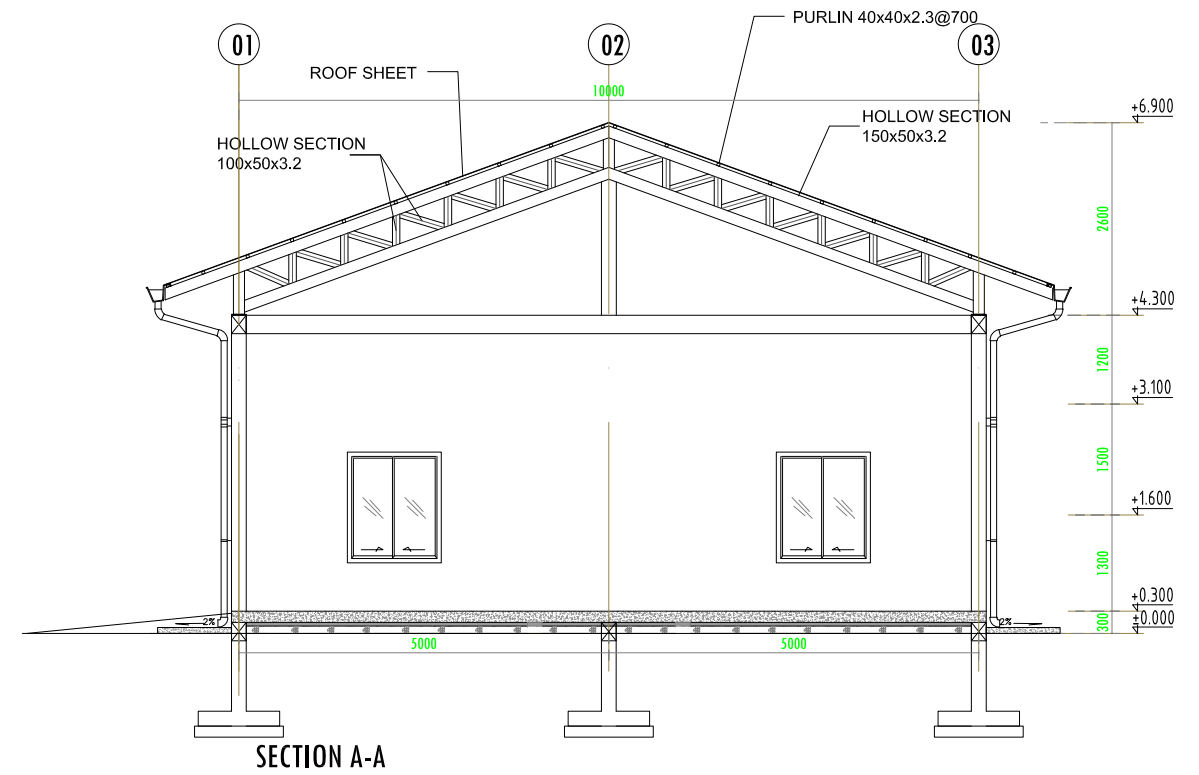 PURLIN 40x40x2.3@700
01
02
03
ROOF SHEET
10000
+6.900
HOLLOW SECTION
150x50x3.2
HOLLOW SECTION
100x50x3.2
2600
+4.300
1200
+3.100
1500
+1.600
1300
+0.300
300
±0.000
2%
2%
5000
5000
SECTION A-A